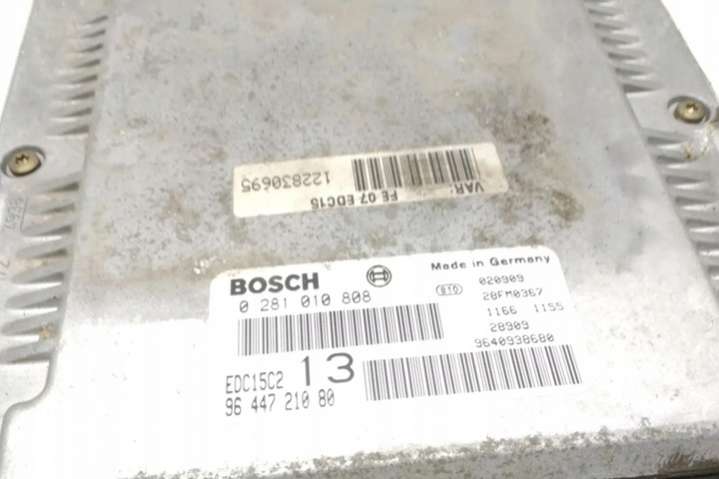 122830695
VAR:
FE 07 EDC15
BOSCH
Made in Germany
0 281 010 808
020909
28FM0367
1166 1155
28909
9640938680
EDC15C2 13
96 447 210 80